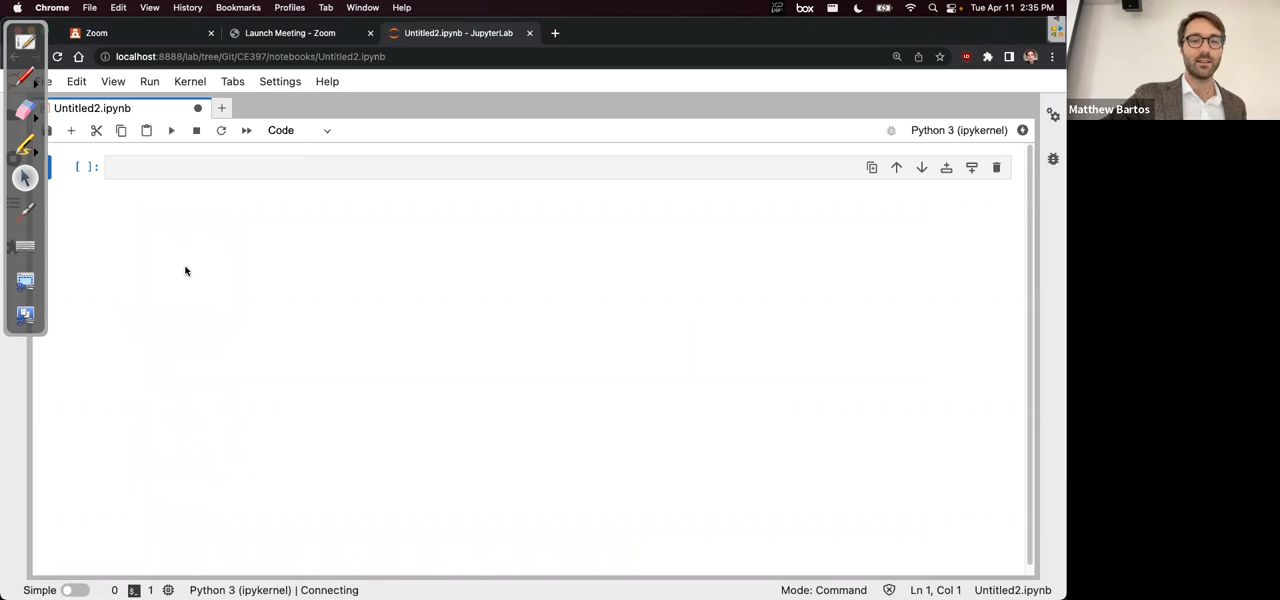 Chrome File Edit View History Bookmarks Profiles Tab Window Help XP PEN box Tue Apr 11 2:35 PM
Zoom Launch Meeting - Zoom Untitled2.ipynb - JupyterLab
localhost:8888/lab/tree/Git/CE397/notebooks/Untitled2.ipynb
Edit View Run Kernel Tabs Settings Help
Matthew Bartos
Untitled2.ipynb
Code Python 3 (ipykernel)
[ ]:
Simple 0 1 Python 3 (ipykernel) | Connecting Mode: Command Ln 1, Col 1 Untitled2.ipynb